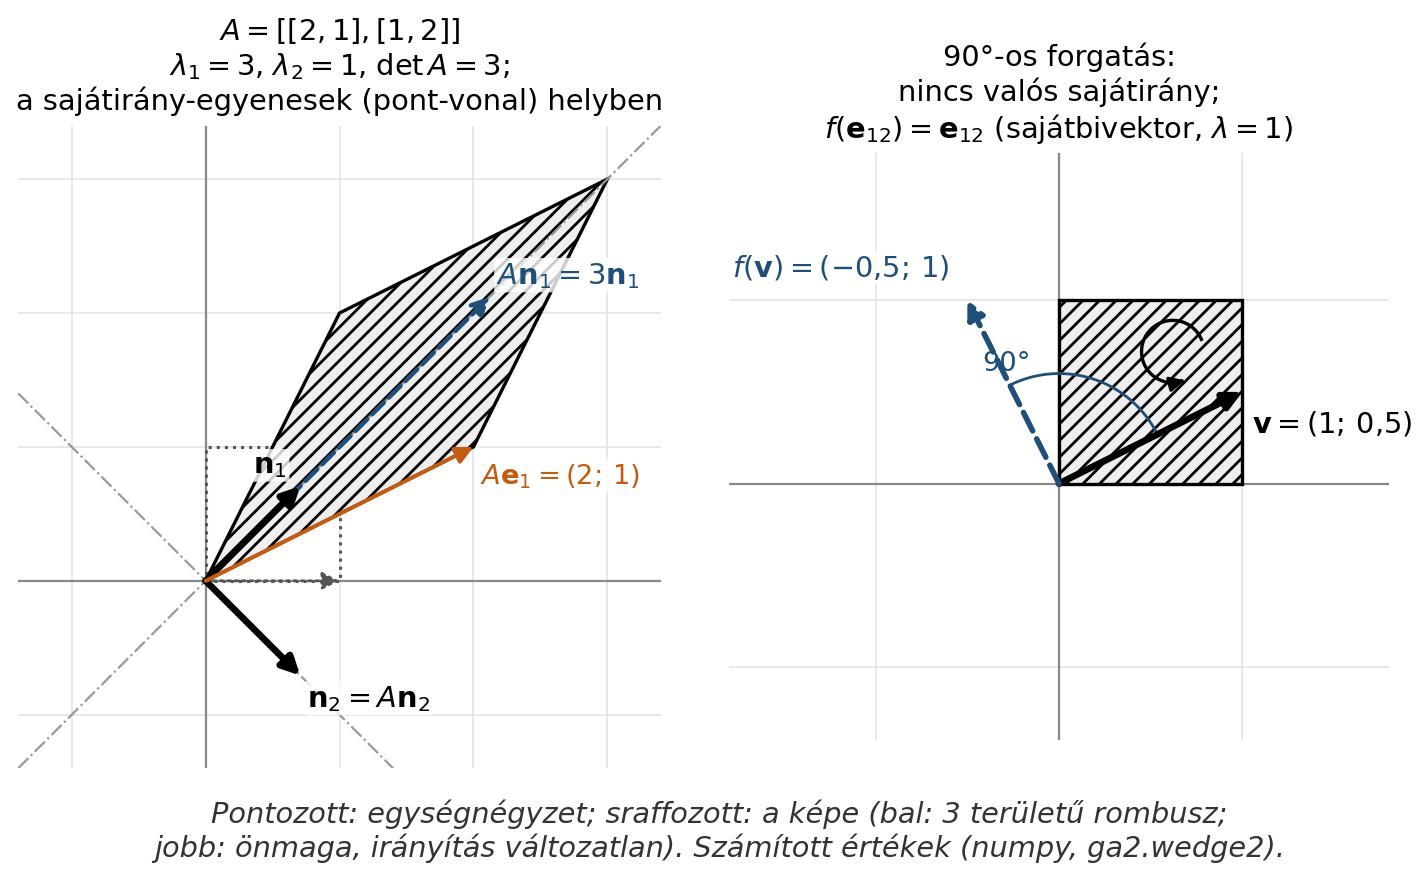 A = [[2, 1], [1, 2]]
λ₁ = 3, λ₂ = 1, det A = 3;
a sajátirány-egyenesek (pont-vonal) helyben
An₁ = 3n₁
n₁
Ae₁ = (2; 1)
n₂ = An₂
90°-os forgatás:
nincs valós sajátirány;
f(e₁₂) = e₁₂ (sajátbivektor, λ = 1)
f(v) = (−0,5; 1)
90°
v = (1; 0,5)
Pontozott: egységnégyzet; sraffozott: a képe (bal: 3 területű rombusz;
jobb: önmaga, irányítás változatlan). Számított értékek (numpy, ga2.wedge2).